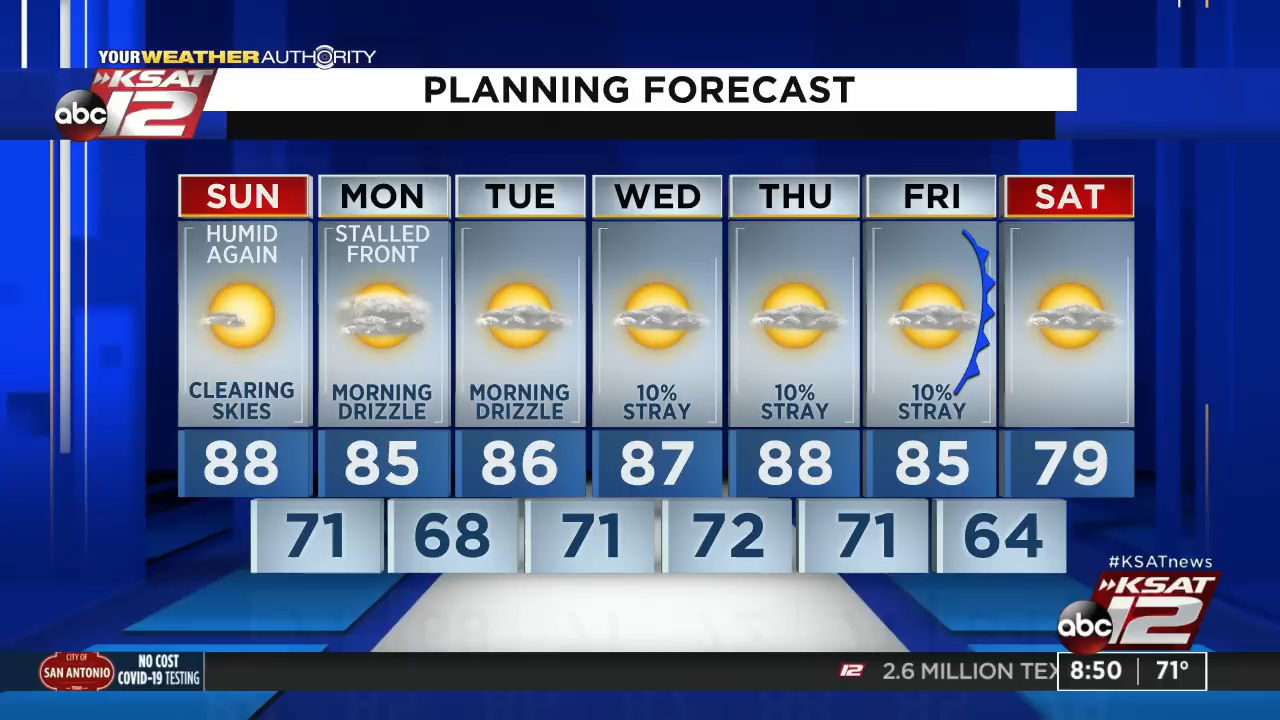 YOURWEATHERAUTHORITY
KSAT
abc 12
PLANNING FORECAST
SUN MON TUE WED THU FRI SAT
HUMID AGAIN
STALLED FRONT
CLEARING SKIES
MORNING DRIZZLE
MORNING DRIZZLE
10% STRAY
10% STRAY
10% STRAY
88 85 86 87 88 85 79
71 68 71 72 71 64
#KSATnews
KSAT
abc 12
CITY OF
SAN ANTONIO
TEXAS
NO COST
COVID-19 TESTING
12 2.6 MILLION TEX
8:50 71°